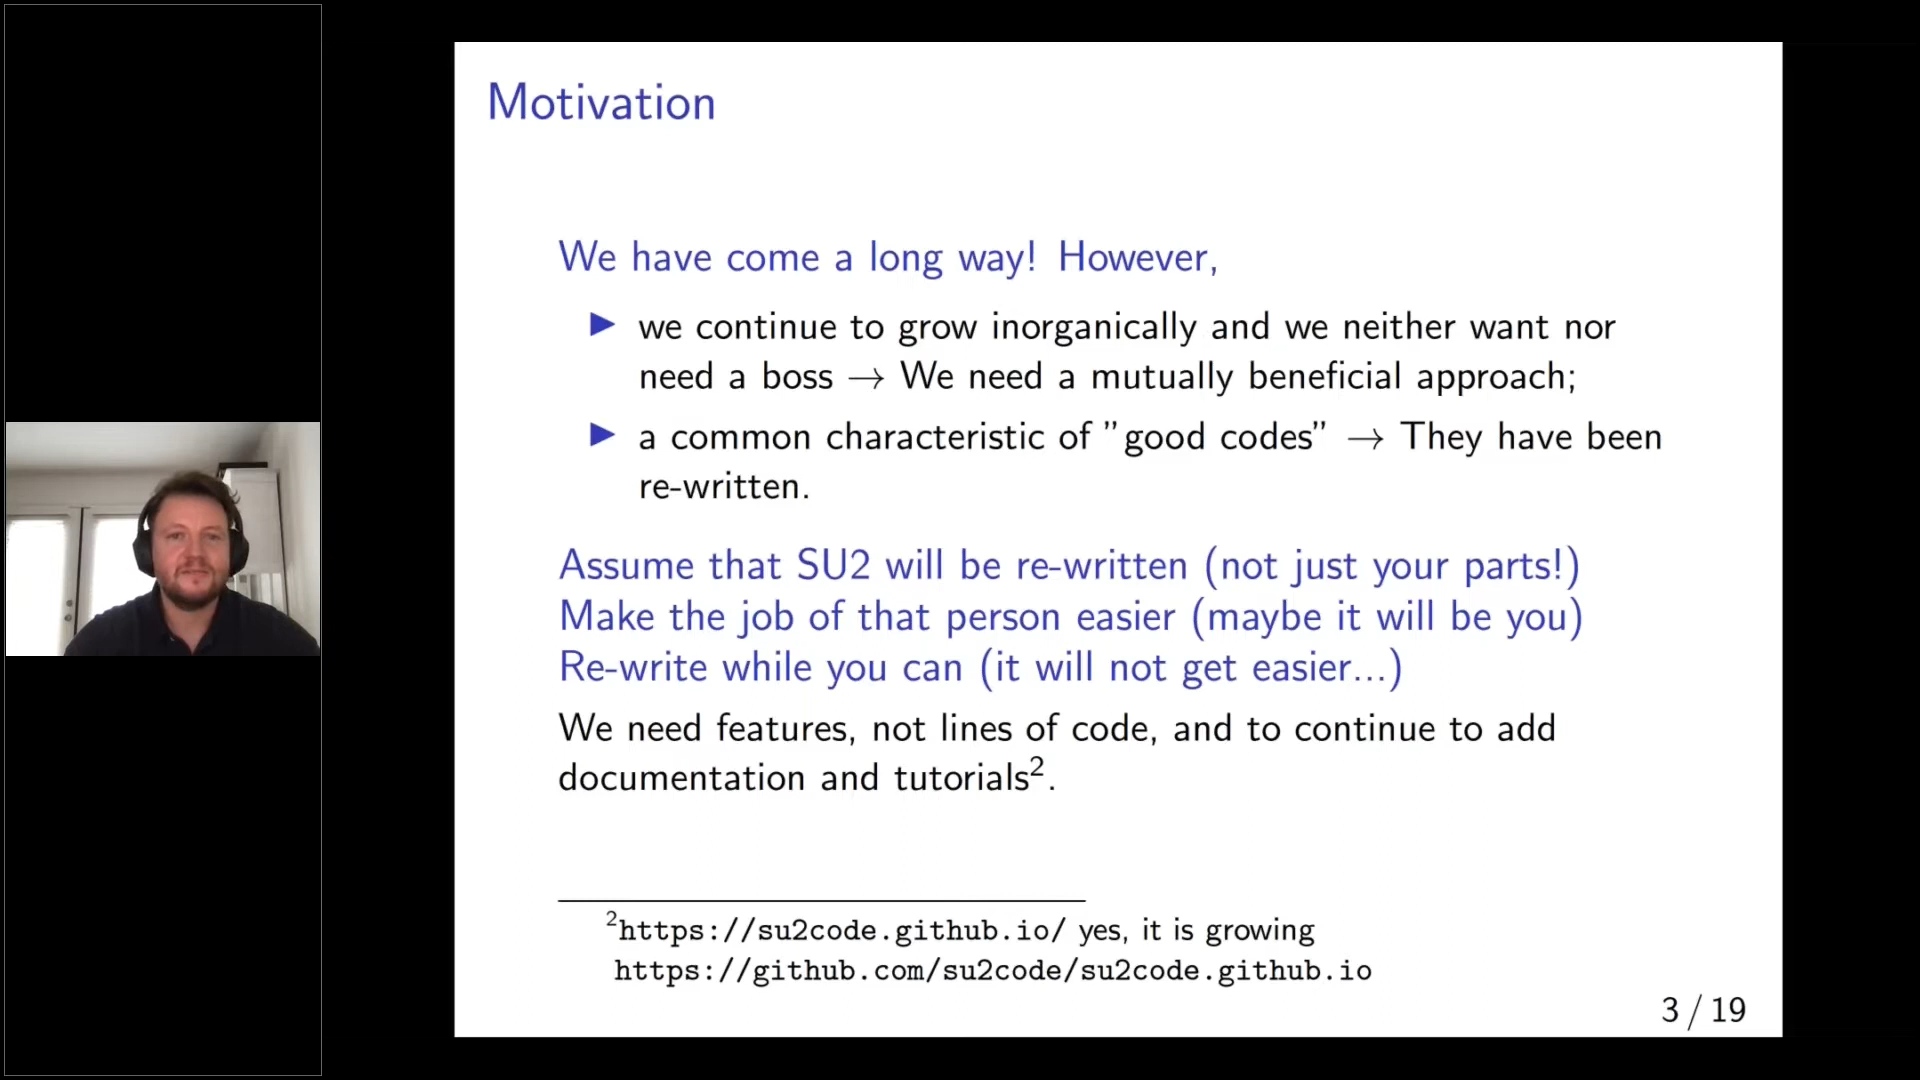 Motivation
We have come a long way! However,
▶ we continue to grow inorganically and we neither want nor
need a boss → We need a mutually beneficial approach;
▶ a common characteristic of ”good codes” → They have been
re-written.
Assume that SU2 will be re-written (not just your parts!)
Make the job of that person easier (maybe it will be you)
Re-write while you can (it will not get easier...)
We need features, not lines of code, and to continue to add
documentation and tutorials².
²https://su2code.github.io/ yes, it is growing
https://github.com/su2code/su2code.github.io
3 / 19